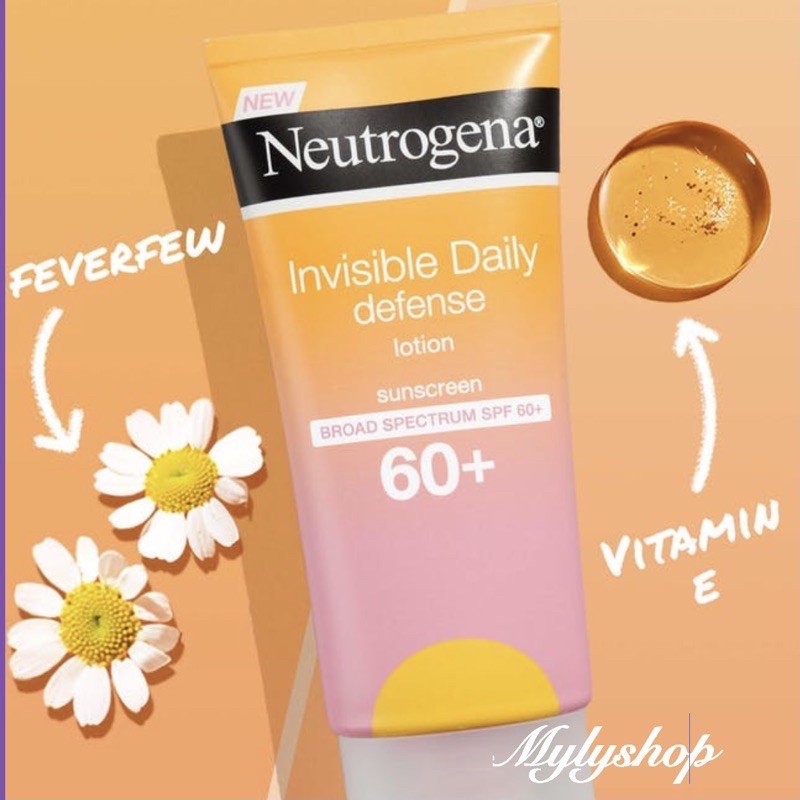 NEW
Neutrogena®
Invisible Daily
defense
lotion
sunscreen
BROAD SPECTRUM SPF 60+
60+
FEVERFEW
VITAMIN
E
Mylyshop